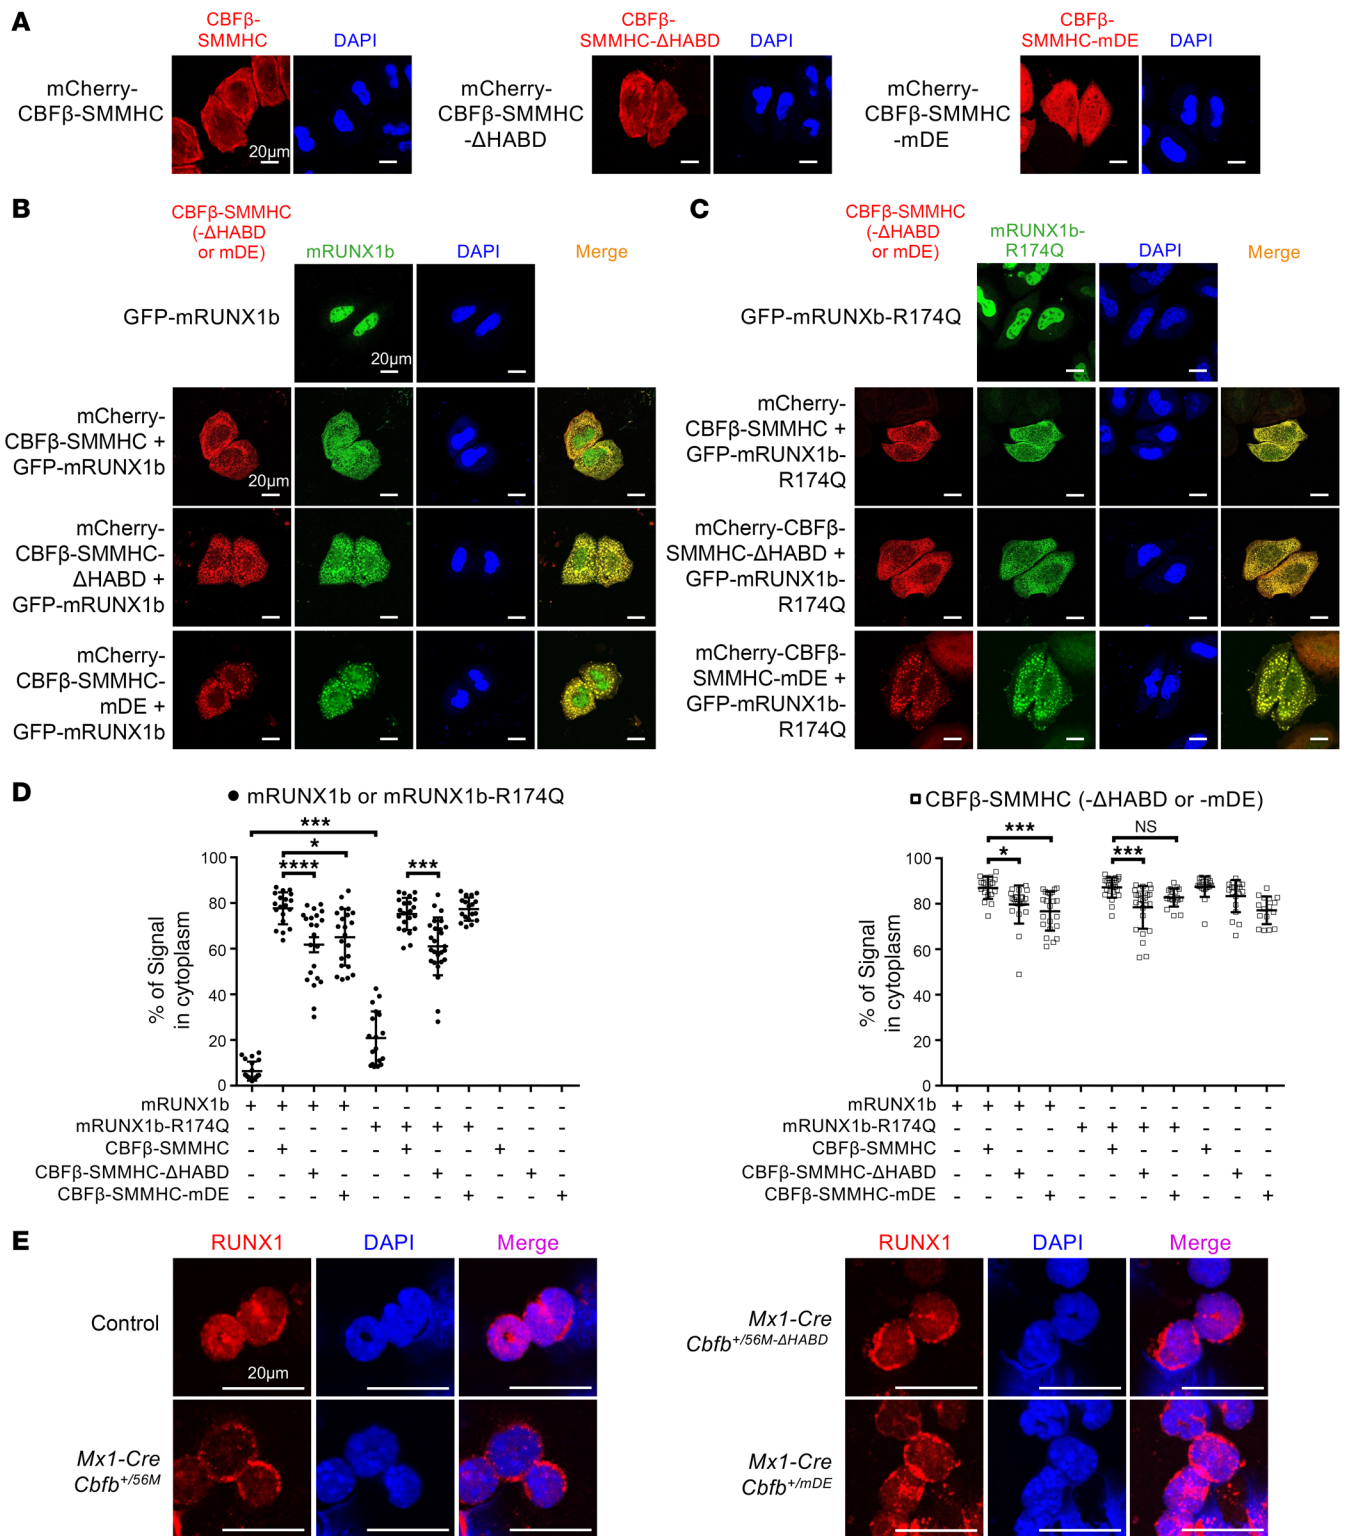 A
CBFβ-
SMMHC
DAPI
CBFβ-
SMMHC-ΔHABD
DAPI
CBFβ-
SMMHC-mDE
DAPI
mCherry-
CBFβ-SMMHC
20µm
mCherry-
CBFβ-SMMHC
-ΔHABD
mCherry-
CBFβ-SMMHC
-mDE
B
CBFβ-SMMHC
(-ΔHABD
or mDE)
mRUNX1b
DAPI
Merge
GFP-mRUNX1b
20µm
mCherry-
CBFβ-SMMHC +
GFP-mRUNX1b
20µm
mCherry-
CBFβ-SMMHC-
ΔHABD +
GFP-mRUNX1b
mCherry-
CBFβ-SMMHC-
mDE +
GFP-mRUNX1b
C
CBFβ-SMMHC
(-ΔHABD
or mDE)
mRUNX1b-
R174Q
DAPI
Merge
GFP-mRUNXb-R174Q
mCherry-
CBFβ-SMMHC +
GFP-mRUNX1b-
R174Q
mCherry-CBFβ-
SMMHC-ΔHABD +
GFP-mRUNX1b-
R174Q
mCherry-CBFβ-
SMMHC-mDE +
GFP-mRUNX1b-
R174Q
D
● mRUNX1b or mRUNX1b-R174Q
***
*
****
***
% of Signal
in cytoplasm
100
80
60
40
20
0
mRUNX1b + + + + - - - - - - -
mRUNX1b-R174Q - - - - + + + + - - -
CBFβ-SMMHC - + - - - + - - + - -
CBFβ-SMMHC-ΔHABD - - + - - - + - - + -
CBFβ-SMMHC-mDE - - - + - - - + - - +
□ CBFβ-SMMHC (-ΔHABD or -mDE)
***
NS
*
***
% of Signal
in cytoplasm
100
80
60
40
20
0
mRUNX1b + + + + - - - - - - -
mRUNX1b-R174Q - - - - + + + + - - -
CBFβ-SMMHC - + - - - + - - + - -
CBFβ-SMMHC-ΔHABD - - + - - - + - - + -
CBFβ-SMMHC-mDE - - - + - - - + - - +
E
RUNX1
DAPI
Merge
Control
20µm
Mx1-Cre
Cbfb+/56M
RUNX1
DAPI
Merge
Mx1-Cre
Cbfb+/56M-ΔHABD
Mx1-Cre
Cbfb+/mDE